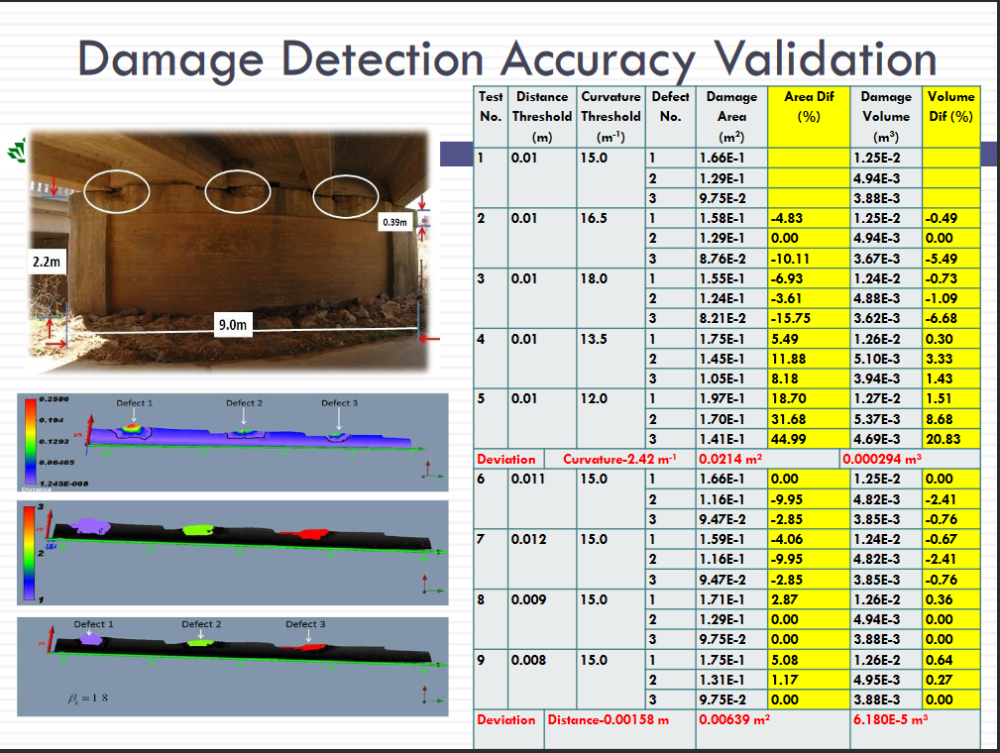 Damage Detection Accuracy Validation
0.39m
2.2m
9.0m
0.2586
Defect 1 Defect 2 Defect 3
0.194
0.1293
0.06465
1.245E-008
Distance
3
2
1
Defect 1 Defect 2 Defect 3
= 1 8
Test No. Distance Threshold (m) Curvature Threshold (m⁻¹) Defect No. Damage Area (m²) Area Dif (%) Damage Volume (m³) Volume Dif (%)
1 0.01 15.0 1 1.66E-1 1.25E-2
2 1.29E-1 4.94E-3
3 9.75E-2 3.88E-3
2 0.01 16.5 1 1.58E-1 -4.83 1.25E-2 -0.49
2 1.29E-1 0.00 4.94E-3 0.00
3 8.76E-2 -10.11 3.67E-3 -5.49
3 0.01 18.0 1 1.55E-1 -6.93 1.24E-2 -0.73
2 1.24E-1 -3.61 4.88E-3 -1.09
3 8.21E-2 -15.75 3.62E-3 -6.68
4 0.01 13.5 1 1.75E-1 5.49 1.26E-2 0.30
2 1.45E-1 11.88 5.10E-3 3.33
3 1.05E-1 8.18 3.94E-3 1.43
5 0.01 12.0 1 1.97E-1 18.70 1.27E-2 1.51
2 1.70E-1 31.68 5.37E-3 8.68
3 1.41E-1 44.99 4.69E-3 20.83
Deviation Curvature-2.42 m⁻¹ 0.0214 m² 0.000294 m³
6 0.011 15.0 1 1.66E-1 0.00 1.25E-2 0.00
2 1.16E-1 -9.95 4.82E-3 -2.41
3 9.47E-2 -2.85 3.85E-3 -0.76
7 0.012 15.0 1 1.59E-1 -4.06 1.24E-2 -0.67
2 1.16E-1 -9.95 4.82E-3 -2.41
3 9.47E-2 -2.85 3.85E-3 -0.76
8 0.009 15.0 1 1.71E-1 2.87 1.26E-2 0.36
2 1.29E-1 0.00 4.94E-3 0.00
3 9.75E-2 0.00 3.88E-3 0.00
9 0.008 15.0 1 1.75E-1 5.08 1.26E-2 0.64
2 1.31E-1 1.17 4.95E-3 0.27
3 9.75E-2 0.00 3.88E-3 0.00
Deviation Distance-0.00158 m 0.00639 m² 6.180E-5 m³